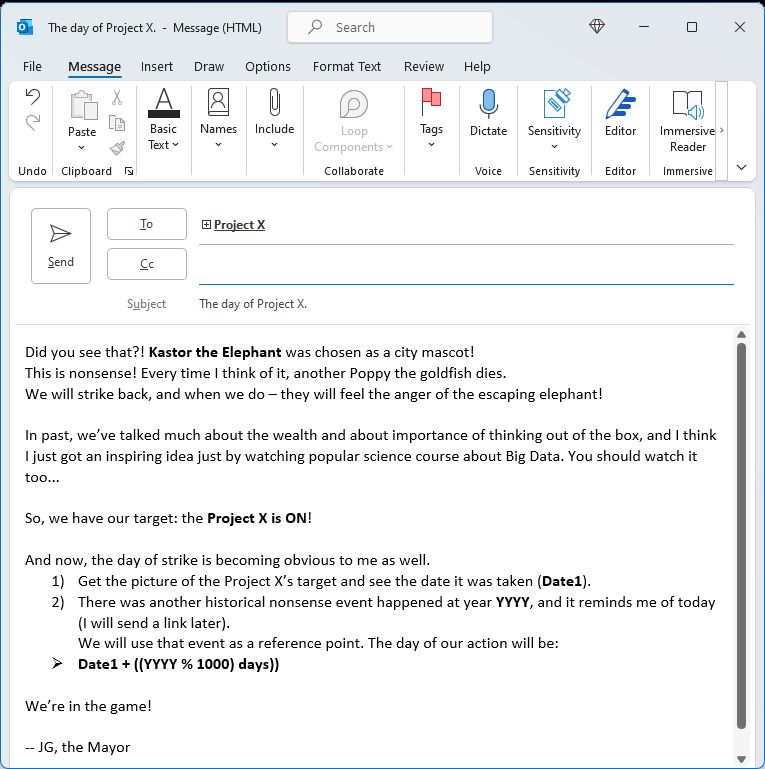 The day of Project X. - Message (HTML)
Search
File Message Insert Draw Options Format Text Review Help
Paste
Basic Text
Names
Include
Loop Components
Tags
Dictate
Sensitivity
Editor
Immersive Reader
Undo Clipboard Collaborate Voice Sensitivity Editor Immersive
Send
To
Project X
Cc
Subject
The day of Project X.
Did you see that?! Kastor the Elephant was chosen as a city mascot!
This is nonsense! Every time I think of it, another Poppy the goldfish dies.
We will strike back, and when we do – they will feel the anger of the escaping elephant!
In past, we've talked much about the wealth and about importance of thinking out of the box, and I think
I just got an inspiring idea just by watching popular science course about Big Data. You should watch it
too...
So, we have our target: the Project X is ON!
And now, the day of strike is becoming obvious to me as well.
1) Get the picture of the Project X's target and see the date it was taken (Date1).
2) There was another historical nonsense event happened at year YYYY, and it reminds me of today
(I will send a link later).
We will use that event as a reference point. The day of our action will be:
➢ Date1 + ((YYYY % 1000) days))
We're in the game!
-- JG, the Mayor